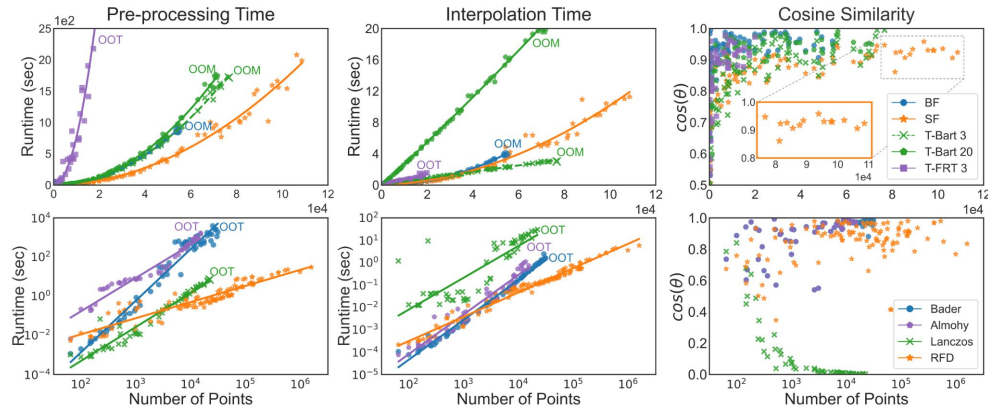 Pre-processing Time
Interpolation Time
Cosine Similarity
25 1e2
20
15
10
5
0
Runtime (sec)
OOT
OOM
OOM
OOM
0 2 4 6 8 10 12
1e4
20
16
12
8
4
0
Runtime (sec)
OOM
OOM
OOT
OOM
0 2 4 6 8 10 12
1e4
1.0
0.9
0.8
0.7
0.6
0.5
cos(θ)
1.0
0.9
0.8
8 9 10 11
1e4
BF
SF
T-Bart 3
T-Bart 20
T-FRT 3
0 2 4 6 8 10 12
1e4
10^4
10^2
10^0
10^−2
10^−4
Runtime (sec)
OOT
OOT
OOT
10^2 10^3 10^4 10^5 10^6
Number of Points
10^2
10^1
10^0
10^−1
10^−2
10^−3
10^−4
10^−5
Runtime (sec)
OOM
OOT
OOT
10^2 10^3 10^4 10^5 10^6
Number of Points
1.0
0.8
0.6
0.4
0.2
0.0
cos(θ)
Bader
Almohy
Lanczos
RFD
10^2 10^3 10^4 10^5 10^6
Number of Points